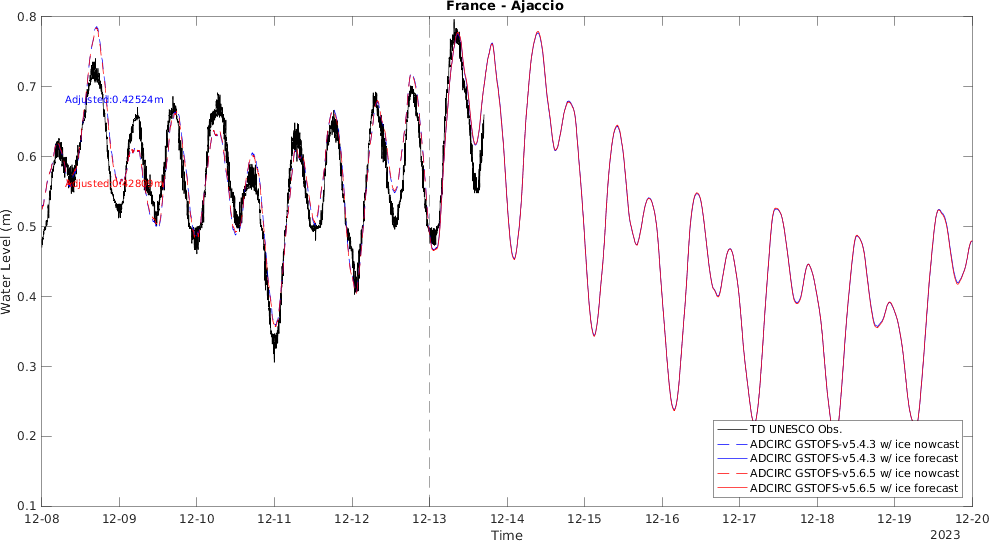 France - Ajaccio
0.8
0.7
0.6
0.5
0.4
0.3
0.2
0.1
Water Level (m)
Adjusted:0.42524m
TD UNESCO Obs.
ADCIRC GSTOFS-v5.4.3 w/ ice nowcast
ADCIRC GSTOFS-v5.4.3 w/ ice forecast
ADCIRC GSTOFS-v5.6.5 w/ ice nowcast
ADCIRC GSTOFS-v5.6.5 w/ ice forecast
12-08 12-09 12-10 12-11 12-12 12-13 12-14 12-15 12-16 12-17 12-18 12-19 12-20
Time
2023